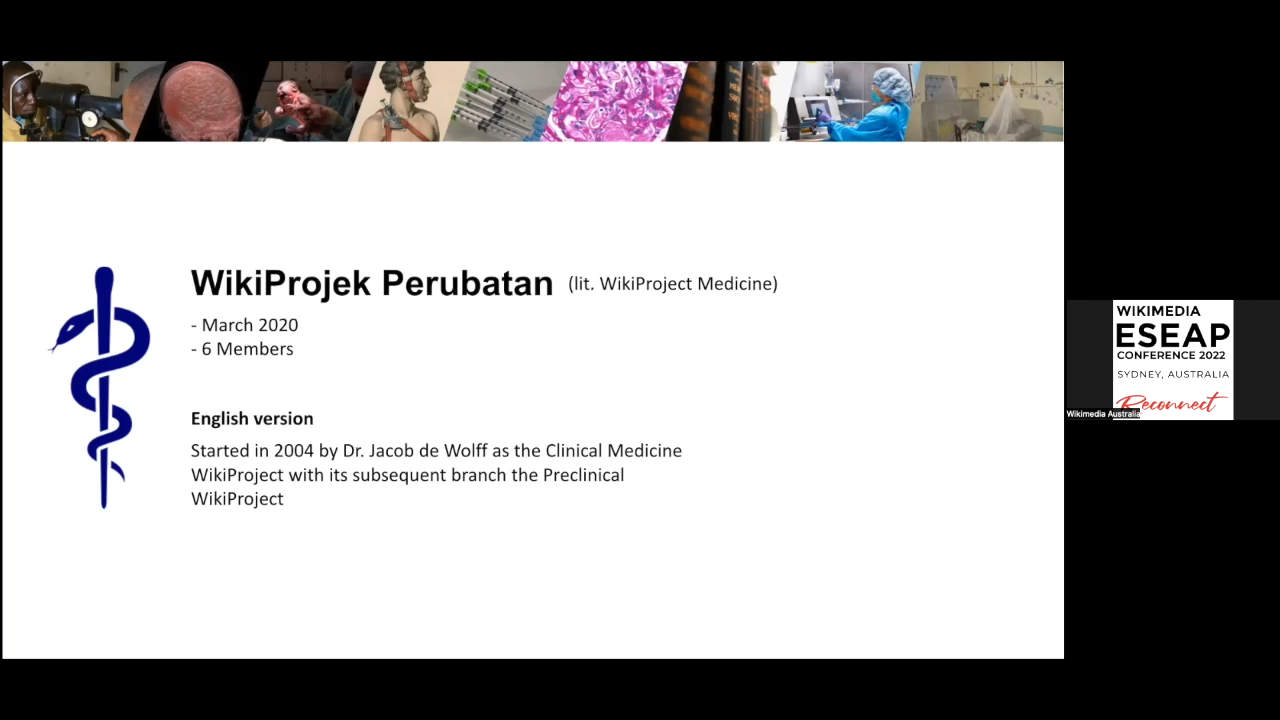 WikiProjek Perubatan (lit. WikiProject Medicine)
- March 2020
- 6 Members
English version
Started in 2004 by Dr. Jacob de Wolff as the Clinical Medicine
WikiProject with its subsequent branch the Preclinical
WikiProject
WIKIMEDIA
ESEAP
CONFERENCE 2022
SYDNEY, AUSTRALIA
Reconnect
Wikimedia Australia